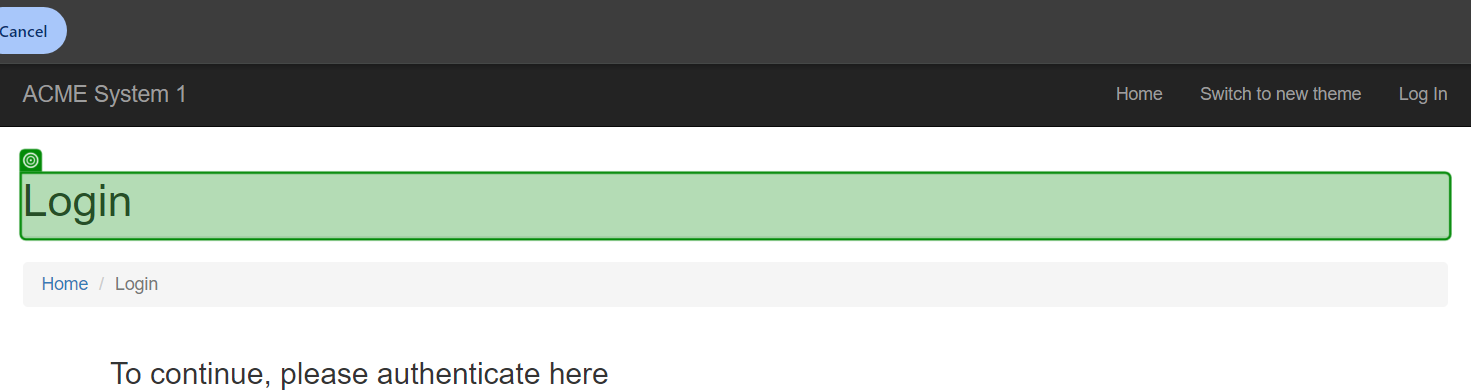 Cancel
ACME System 1 Home Switch to new theme Log In
Login
Home / Login
To continue, please authenticate here